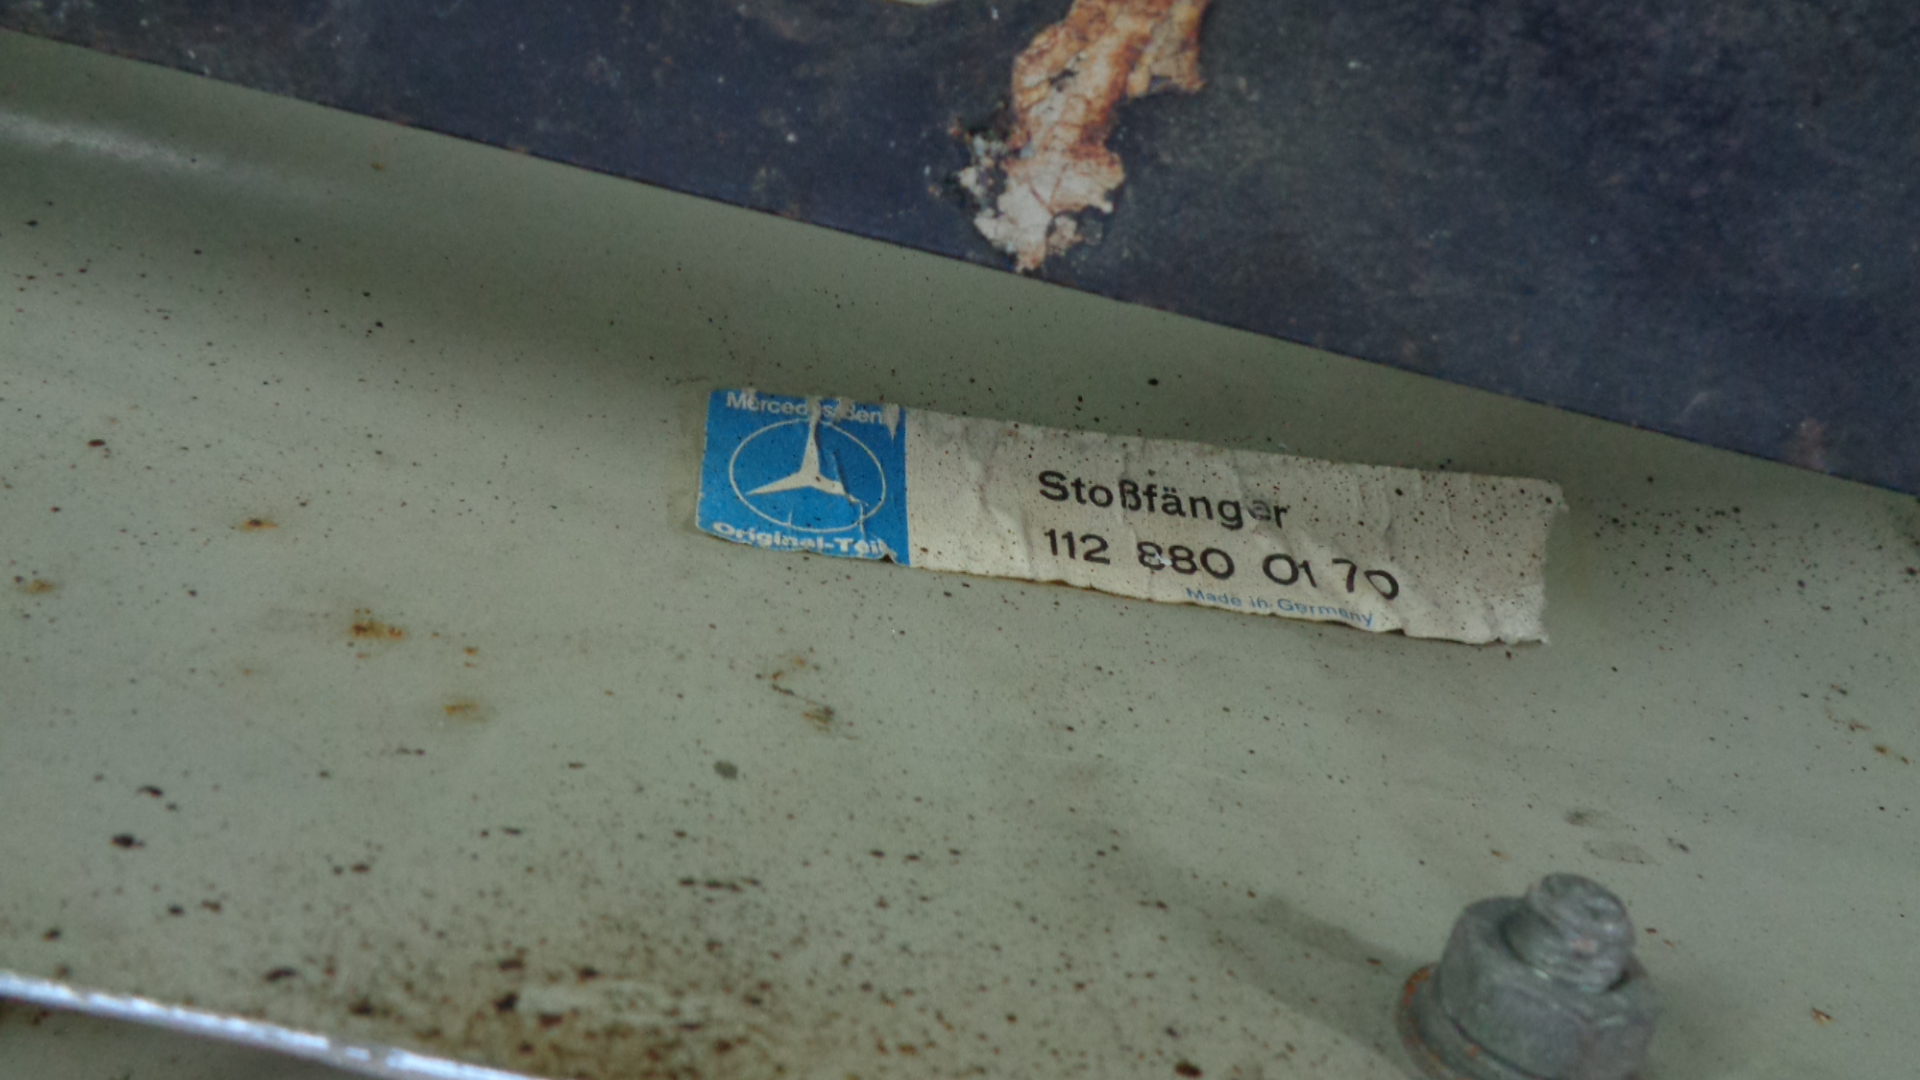 Mercedes-Benz
Original-Teil
Stoßfänger
112 880 01 70
Made in Germany